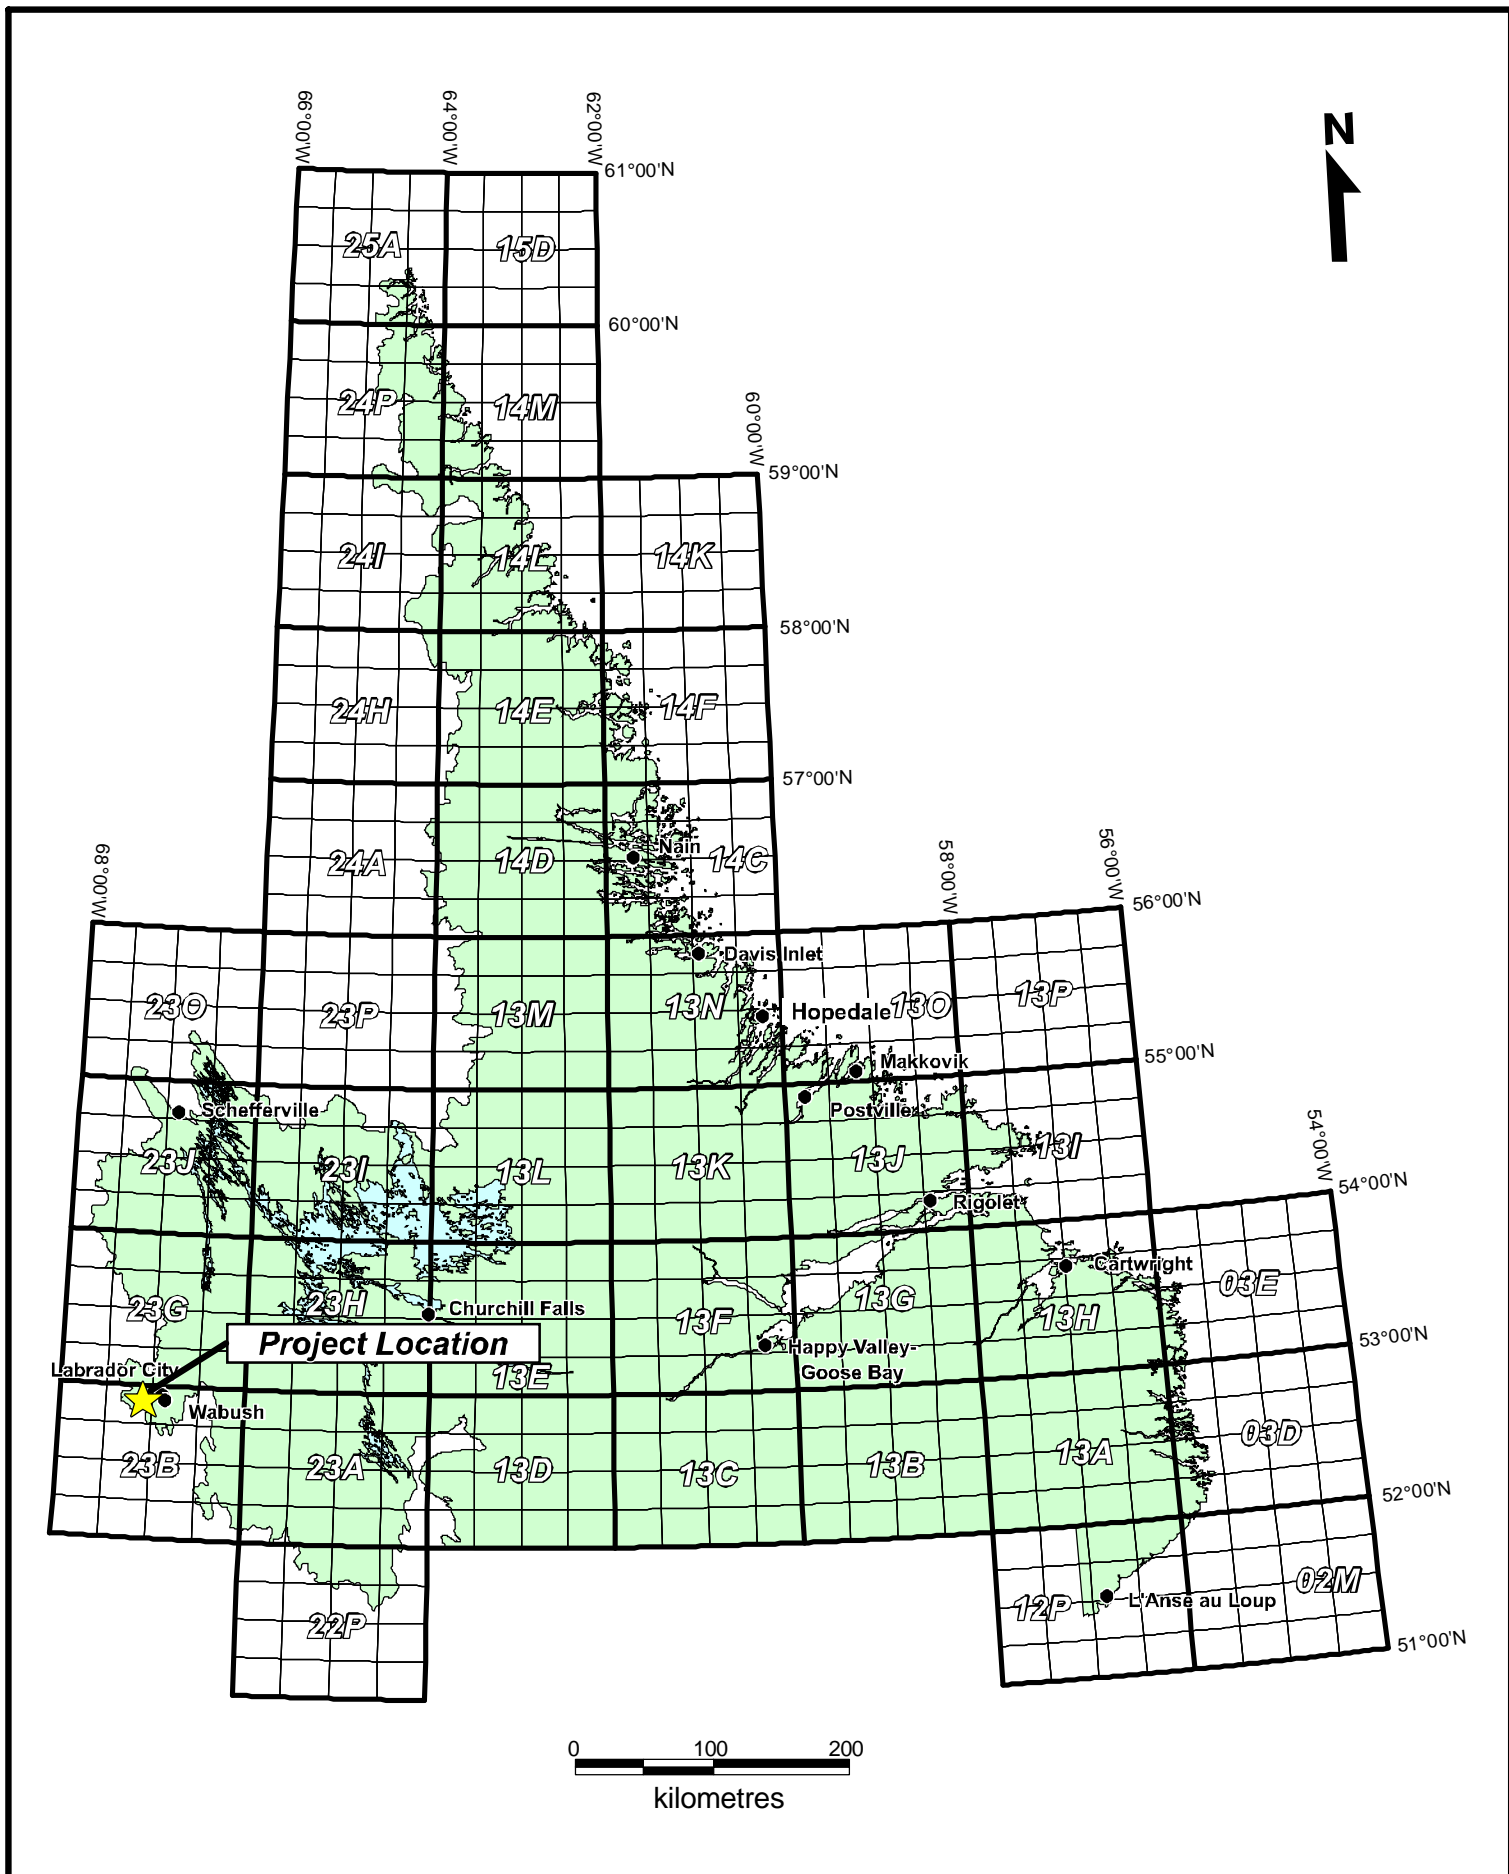 66°00'W
64°00'W
62°00'W
N
61°00'N
25A
15D
60°00'N
24P
14M
60°00'W
59°00'N
24I
14L
14K
58°00'N
24H
14E
14F
57°00'N
68°00'W
24A
14D
Nain
14C
58°00'W
56°00'W
56°00'N
Davis Inlet
23O
23P
13M
13N
Hopedale
13O
13P
55°00'N
Makkovik
Schefferville
Postville
54°00'W
23J
23I
13L
13K
13J
13I
54°00'N
Rigolet
Cartwright
03E
23G
23H
Churchill Falls
13F
13G
13H
53°00'N
Project Location
Happy Valley-
Goose Bay
Labrador City
13E
Wabush
23B
23A
13D
13C
13B
13A
03D
52°00'N
22P
12P
L'Anse au Loup
02M
51°00'N
0 100 200
kilometres